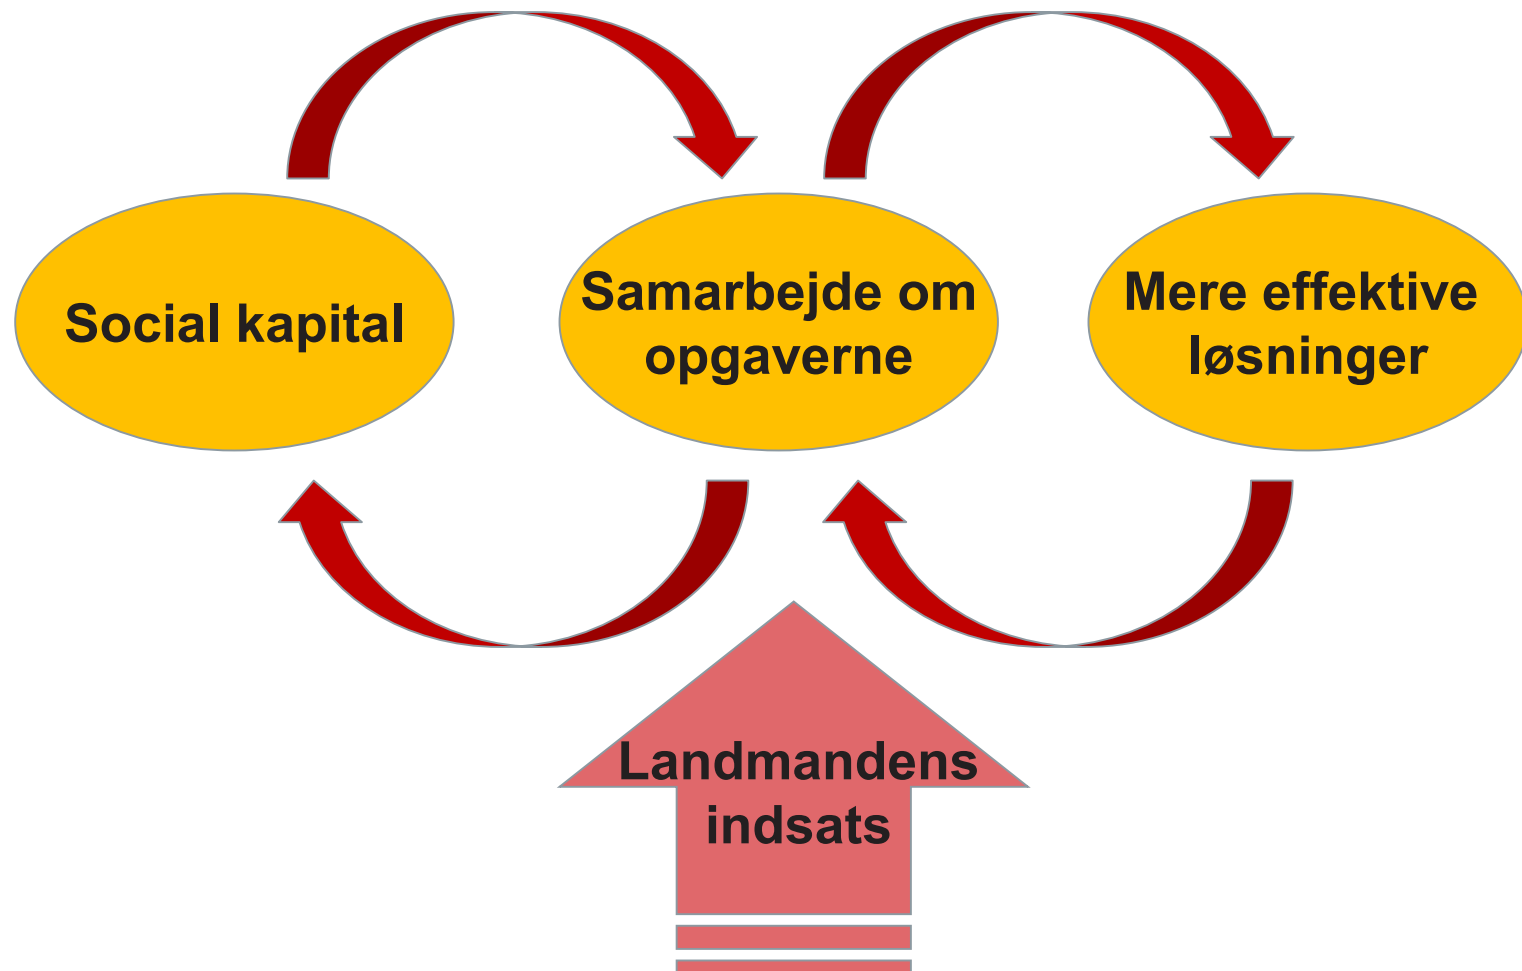 Social kapital
Samarbejde om
opgaverne
Mere effektive
løsninger
Landmandens
indsats